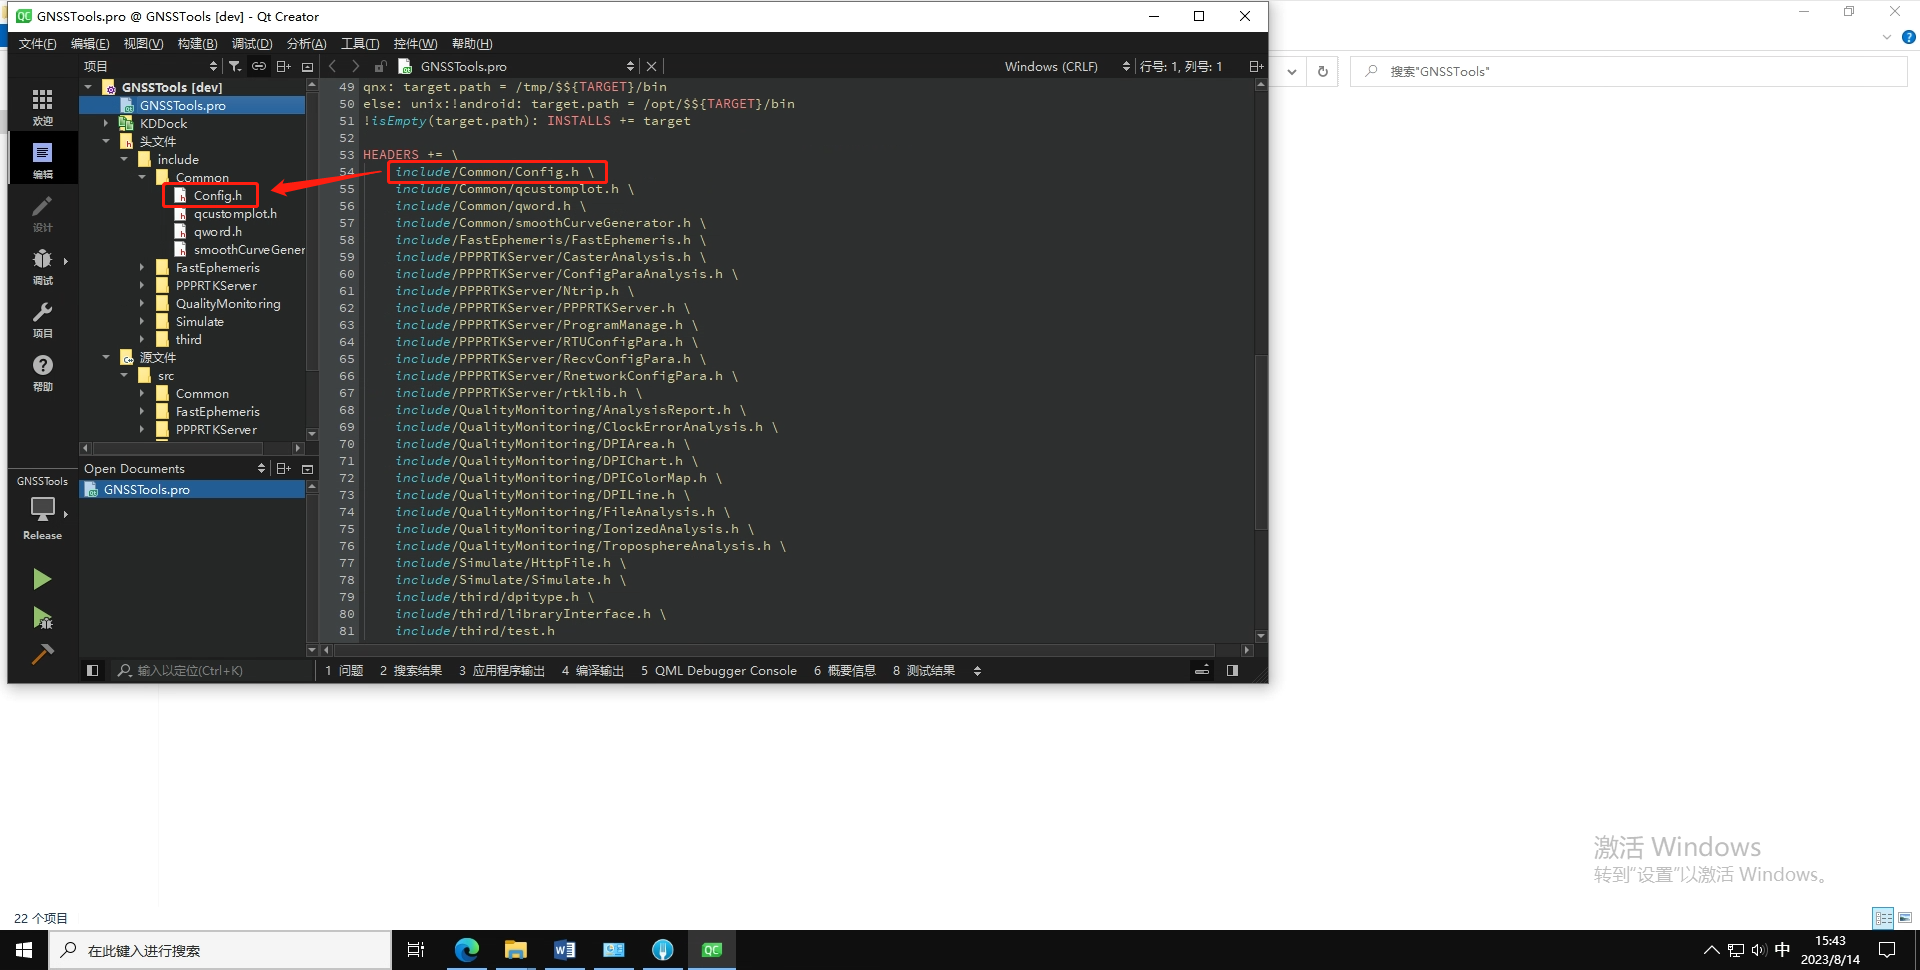 GNSSTools.pro @ GNSSTools [dev] - Qt Creator
文件(F) 编辑(E) 视图(V) 构建(B) 调试(D) 分析(A) 工具(T) 控件(W) 帮助(H)
项目
GNSSTools.pro
Windows (CRLF)
行号: 1, 列号: 1
搜索"GNSSTools"
欢迎
编辑
设计
调试
项目
帮助
GNSSTools
Release
GNSSTools [dev]
GNSSTools.pro
KDDock
头文件
include
Common
Config.h
qcustomplot.h
qword.h
smoothCurveGener
FastEphemeris
PPPRTKServer
QualityMonitoring
Simulate
third
源文件
src
Common
FastEphemeris
PPPRTKServer
Open Documents
GNSSTools.pro
49 qnx: target.path = /tmp/$${TARGET}/bin
50 else: unix:!android: target.path = /opt/$${TARGET}/bin
51 !isEmpty(target.path): INSTALLS += target
52
53 HEADERS += \
54 include/Common/Config.h \
55 include/Common/qcustomplot.h \
56 include/Common/qword.h \
57 include/Common/smoothCurveGenerator.h \
58 include/FastEphemeris/FastEphemeris.h \
59 include/PPPRTKServer/CasterAnalysis.h \
60 include/PPPRTKServer/ConfigParaAnalysis.h \
61 include/PPPRTKServer/Ntrip.h \
62 include/PPPRTKServer/PPPRTKServer.h \
63 include/PPPRTKServer/ProgramManage.h \
64 include/PPPRTKServer/RTUConfigPara.h \
65 include/PPPRTKServer/RecvConfigPara.h \
66 include/PPPRTKServer/RnetworkConfigPara.h \
67 include/PPPRTKServer/rtklib.h \
68 include/QualityMonitoring/AnalysisReport.h \
69 include/QualityMonitoring/ClockErrorAnalysis.h \
70 include/QualityMonitoring/DPIArea.h \
71 include/QualityMonitoring/DPIChart.h \
72 include/QualityMonitoring/DPIColorMap.h \
73 include/QualityMonitoring/DPILine.h \
74 include/QualityMonitoring/FileAnalysis.h \
75 include/QualityMonitoring/IonizedAnalysis.h \
76 include/QualityMonitoring/TroposphereAnalysis.h \
77 include/Simulate/HttpFile.h \
78 include/Simulate/Simulate.h \
79 include/third/dpitype.h \
80 include/third/libraryInterface.h \
81 include/third/test.h
输入以定位(Ctrl+K)
1 问题 2 搜索结果 3 应用程序输出 4 编译输出 5 QML Debugger Console 6 概要信息 8 测试结果
激活 Windows
转到"设置"以激活 Windows。
22 个项目
在此键入进行搜索
中
15:43
2023/8/14